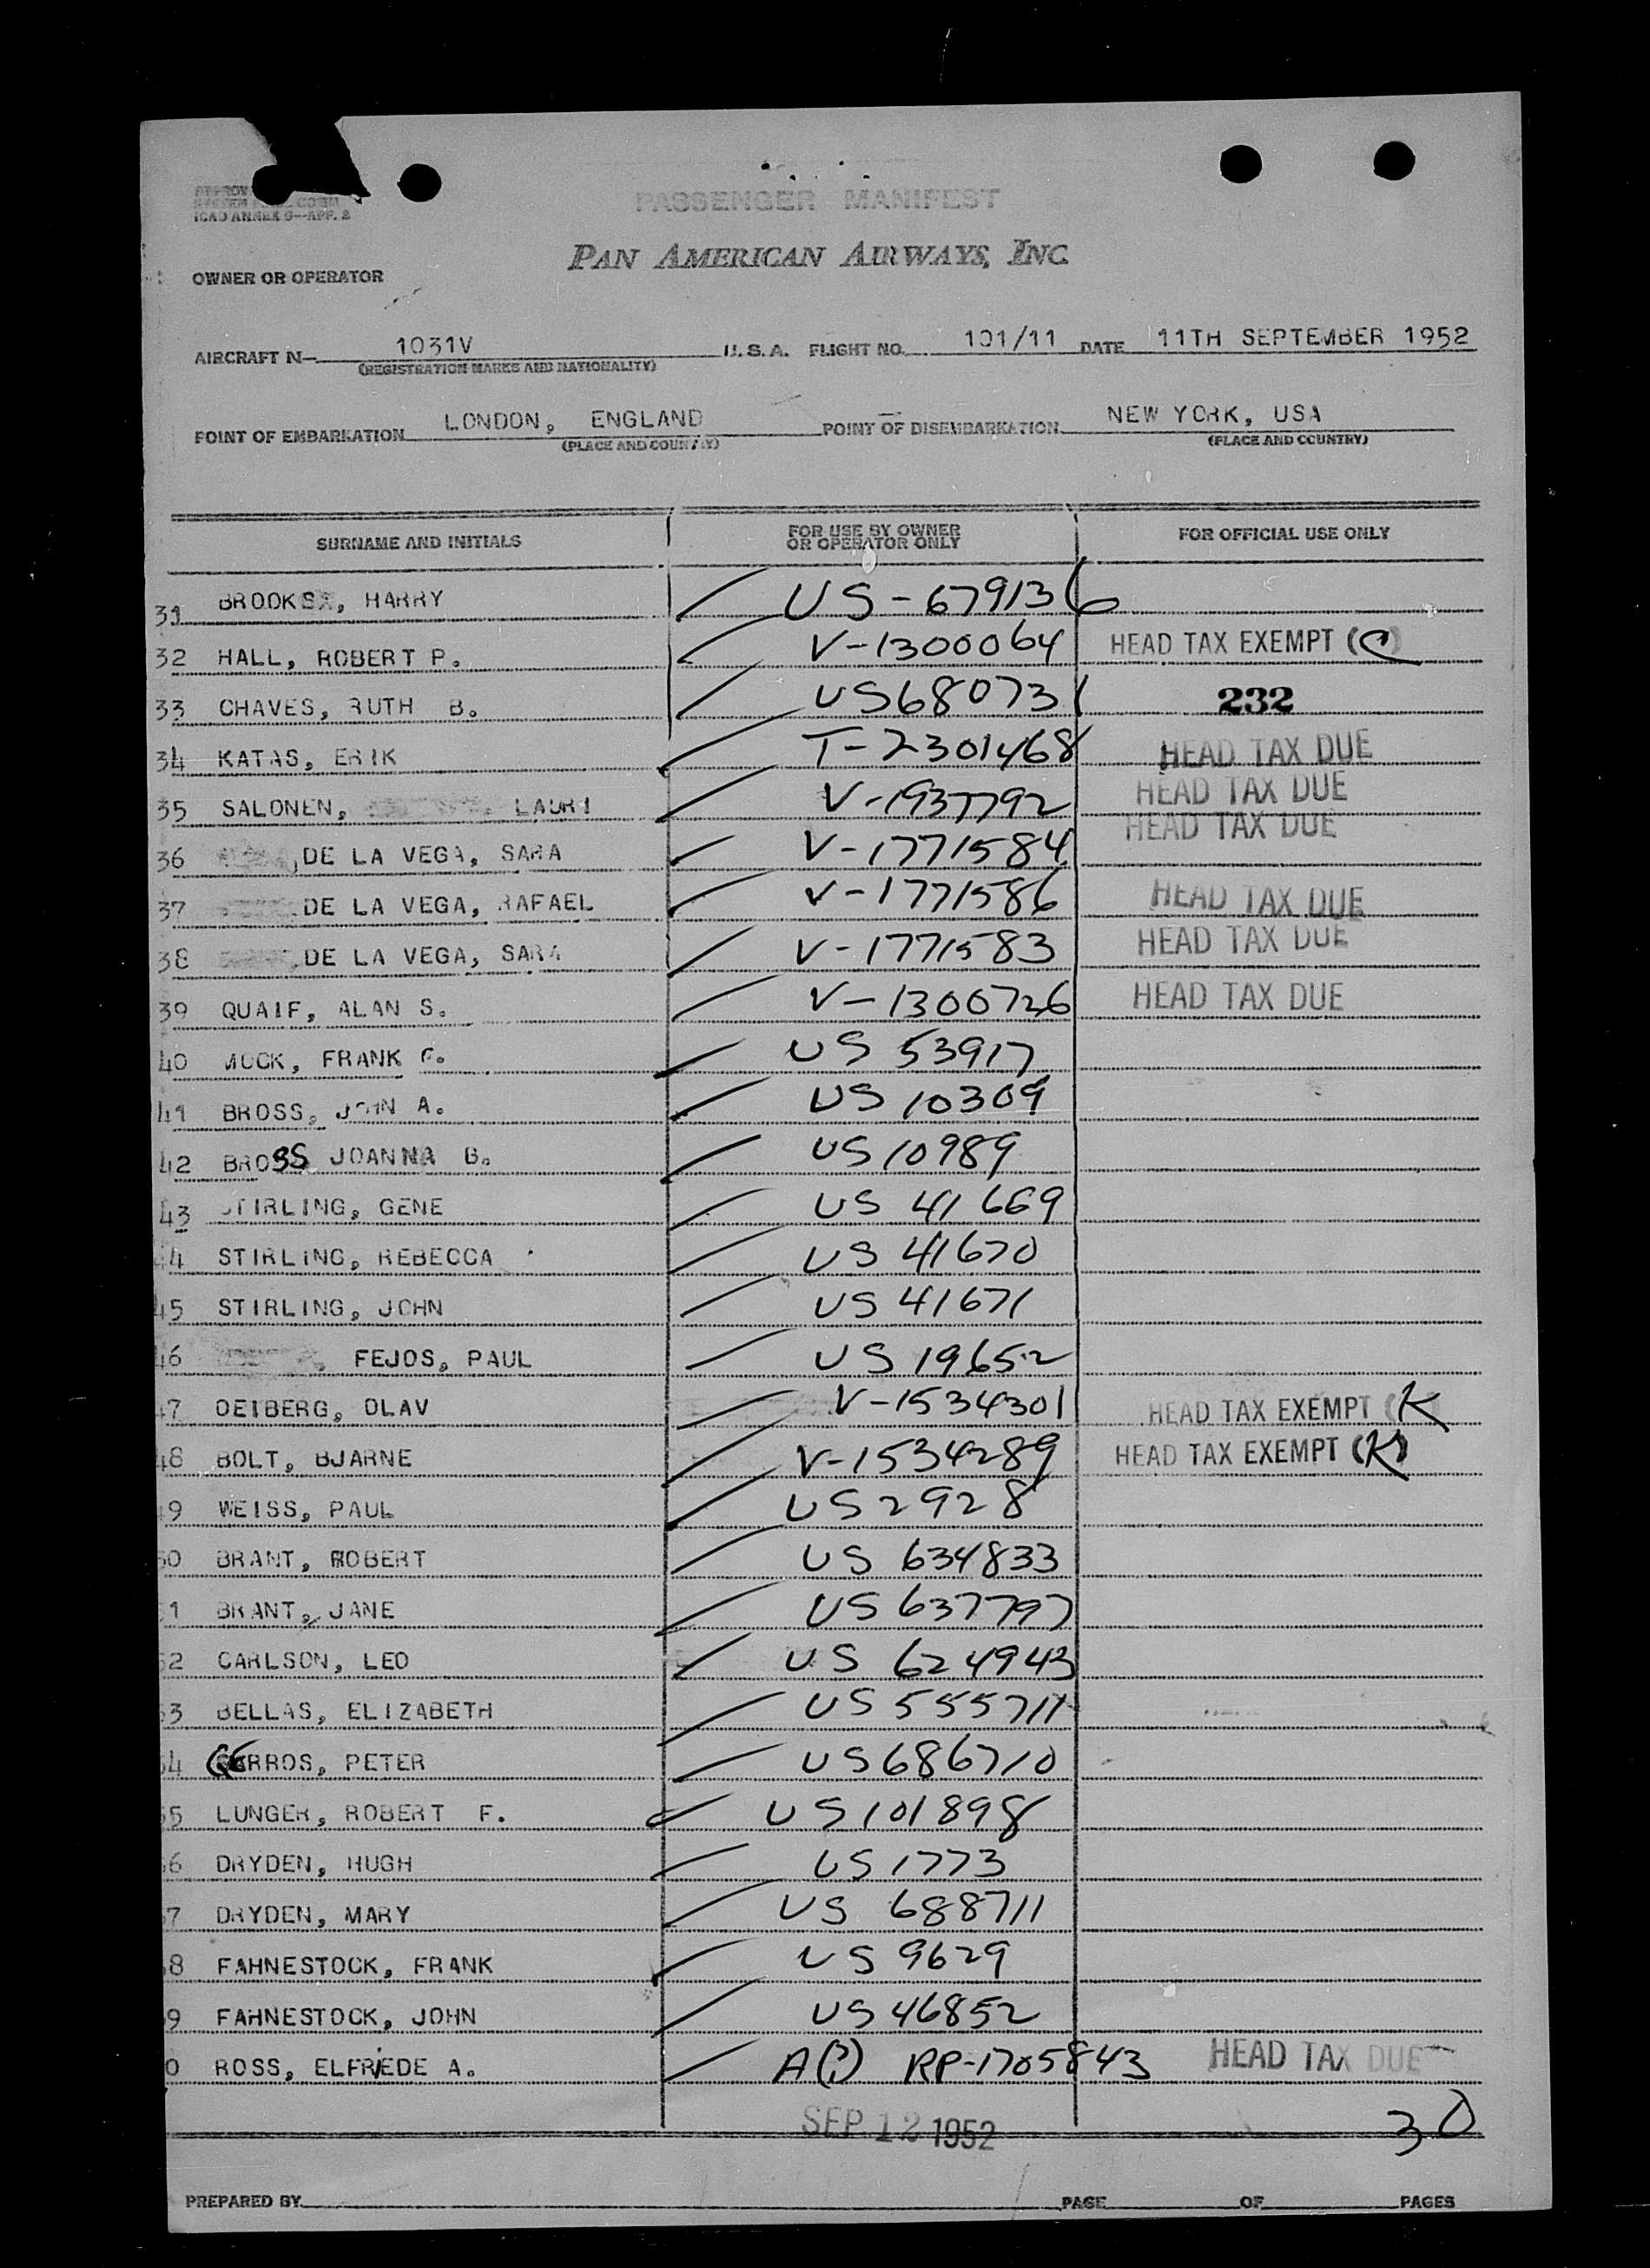 ICAO ANNEX 9—APP. 2
PASSENGER MANIFEST
PAN AMERICAN AIRWAYS, INC.
OWNER OR OPERATOR
AIRCRAFT N— 1031V U.S.A. FLIGHT NO. 101/11 DATE 11TH SEPTEMBER 1952
(REGISTRATION MARKS AND NATIONALITY)
POINT OF EMBARKATION LONDON, ENGLAND POINT OF DISEMBARKATION NEW YORK, USA
(PLACE AND COUNTRY) (PLACE AND COUNTRY)
SURNAME AND INITIALS FOR USE BY OWNER OR OPERATOR ONLY FOR OFFICIAL USE ONLY
31 BROOKS, HARRY US-679136
32 HALL, ROBERT P. V-1300064 HEAD TAX EXEMPT (C)
33 CHAVES, RUTH B. US680731 232
34 KATAS, ERIK T-2301468 HEAD TAX DUE
35 SALONEN, LAURI V-1937792 HEAD TAX DUE
36 DE LA VEGA, SARA V-1771584 HEAD TAX DUE
37 DE LA VEGA, RAFAEL V-1771586 HEAD TAX DUE
38 DE LA VEGA, SARA V-1771583 HEAD TAX DUE
39 QUAIF, ALAN S. V-1300726 HEAD TAX DUE
40 MOCK, FRANK C. US 53917
41 BROSS, JOHN A. US 10309
42 BROSS JOANNA B. US 10989
43 STIRLING, GENE US 41669
44 STIRLING, REBECCA US 41670
45 STIRLING, JOHN US 41671
46 FEJOS, PAUL US 19652
47 OEIBERG, OLAV V-1534301 HEAD TAX EXEMPT (K)
48 BOLT, BJARNE V-1534289 HEAD TAX EXEMPT (K)
49 WEISS, PAUL US 2928
50 BRANT, ROBERT US 634833
51 BRANT, JANE US 637797
52 CARLSON, LEO US 624943
53 BELLAS, ELIZABETH US 555711
54 GERROS, PETER US 686710
55 LUNGER, ROBERT F. US 101898
56 DRYDEN, HUGH US 1773
57 DRYDEN, MARY US 688711
58 FAHNESTOCK, FRANK US 9629
59 FAHNESTOCK, JOHN US 46852
60 ROSS, ELFRIEDE A. A(?) RP-1705843 HEAD TAX DUE
SEP 12 1952 30
PREPARED BY PAGE OF PAGES